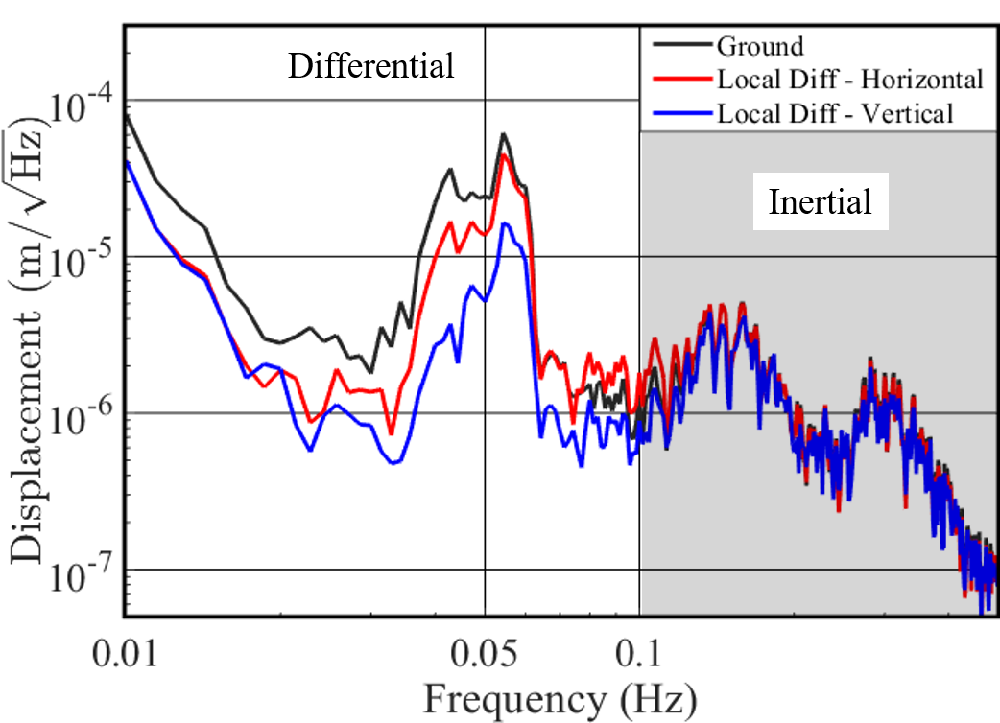 Differential
Ground
Local Diff - Horizontal
Local Diff - Vertical
Inertial
10-4
10-5
10-6
10-7
Displacement (m/√Hz)
0.01
0.05
0.1
Frequency (Hz)